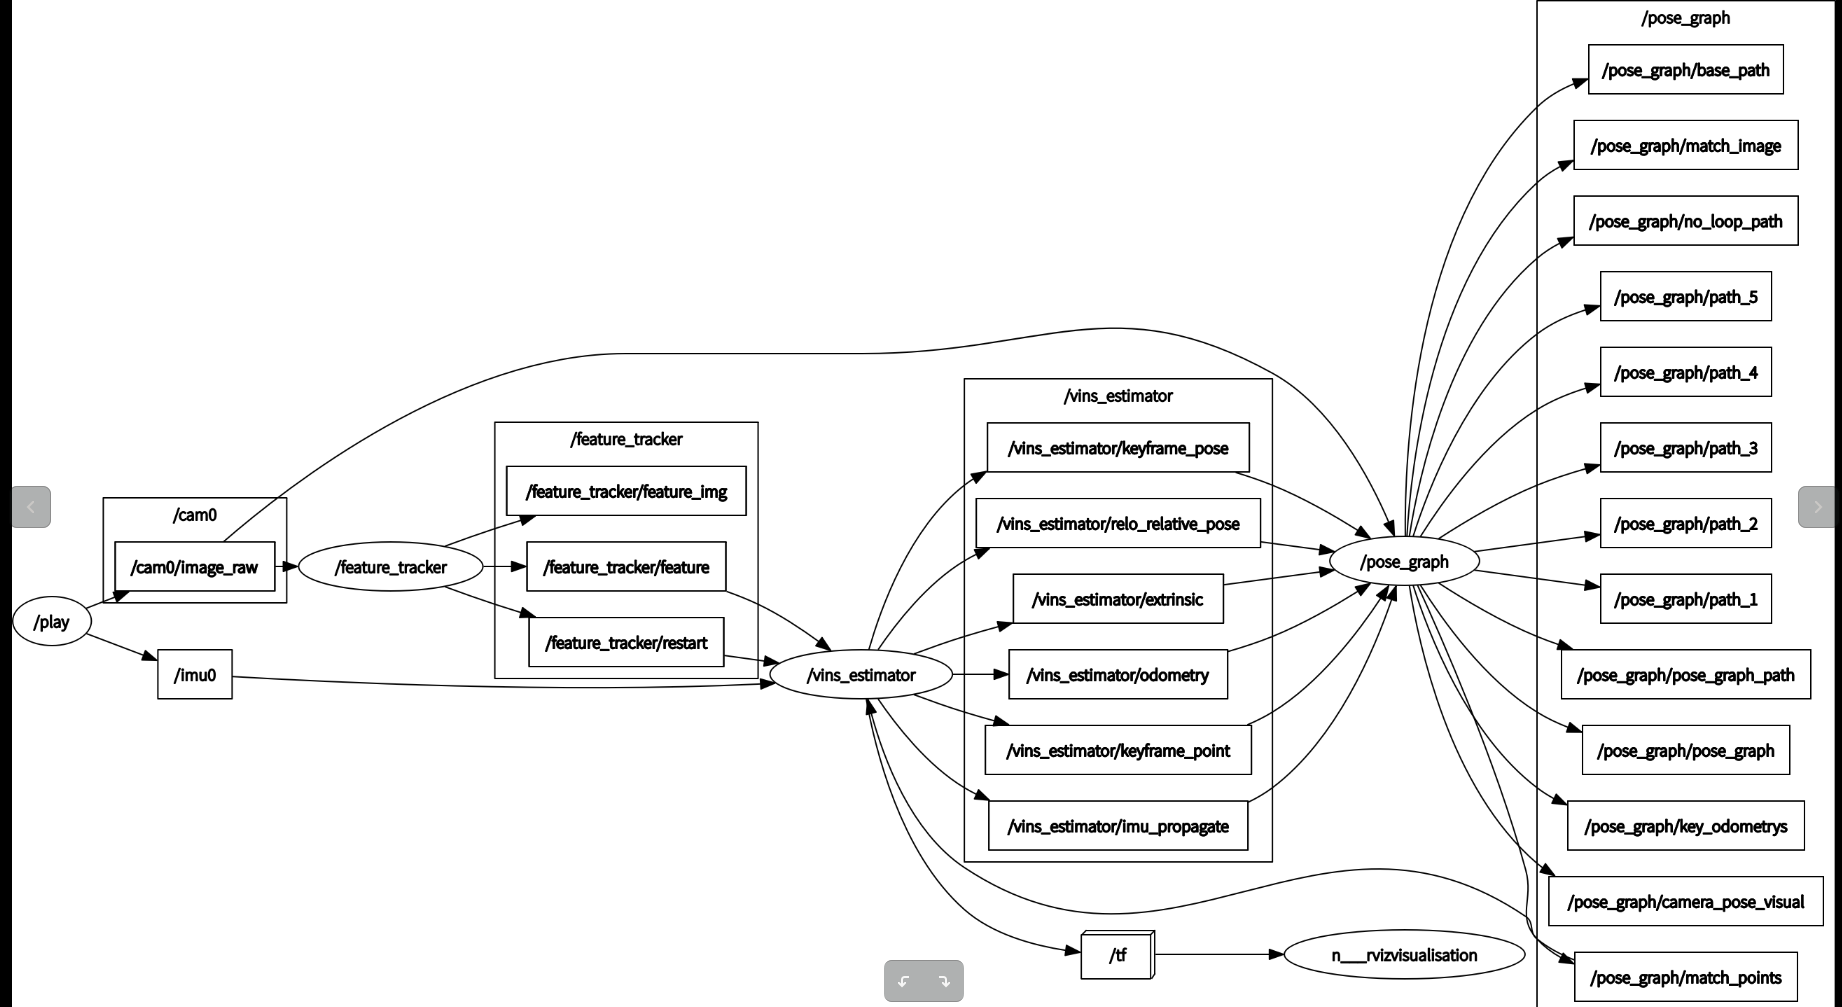 /pose_graph
/pose_graph/base_path
/pose_graph/match_image
/pose_graph/no_loop_path
/pose_graph/path_5
/pose_graph/path_4
/vins_estimator
/feature_tracker
/vins_estimator/keyframe_pose
/pose_graph/path_3
/feature_tracker/feature_img
/cam0
/vins_estimator/relo_relative_pose
/pose_graph/path_2
/cam0/image_raw
/feature_tracker
/feature_tracker/feature
/pose_graph
/vins_estimator/extrinsic
/pose_graph/path_1
/play
/feature_tracker/restart
/imu0
/vins_estimator
/vins_estimator/odometry
/pose_graph/pose_graph_path
/vins_estimator/keyframe_point
/pose_graph/pose_graph
/vins_estimator/imu_propagate
/pose_graph/key_odometrys
/pose_graph/camera_pose_visual
/tf
n___rvizvisualisation
/pose_graph/match_points